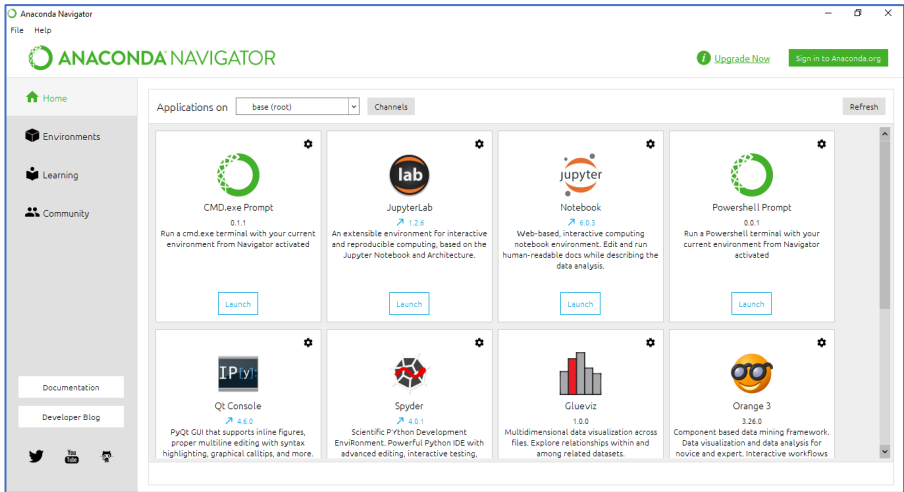 Anaconda Navigator
File Help
ANACONDA NAVIGATOR
Upgrade Now
Sign in to Anaconda.org
Home
Environments
Learning
Community
Documentation
Developer Blog
You
Tube
Applications on base (root) Channels Refresh
CMD.exe Prompt
0.1.1
Run a cmd.exe terminal with your current
environment from Navigator activated
Launch
lab
JupyterLab
1.2.6
An extensible environment for interactive
and reproducible computing, based on the
Jupyter Notebook and Architecture.
Launch
jupyter
Notebook
6.0.3
Web-based, interactive computing
notebook environment. Edit and run
human-readable docs while describing the
data analysis.
Launch
Powershell Prompt
0.0.1
Run a Powershell terminal with your
current environment from Navigator
activated
Launch
IP[y]:
Qt Console
4.6.0
PyQt GUI that supports inline figures,
proper multiline editing with syntax
highlighting, graphical calltips, and more.
Spyder
4.0.1
Scientific PYthon Development
EnviRonment. Powerful Python IDE with
advanced editing, interactive testing,
Glueviz
1.0.0
Multidimensional data visualization across
files. Explore relationships within and
among related datasets.
Orange 3
3.26.0
Component based data mining framework.
Data visualization and data analysis for
novice and expert. Interactive workflows